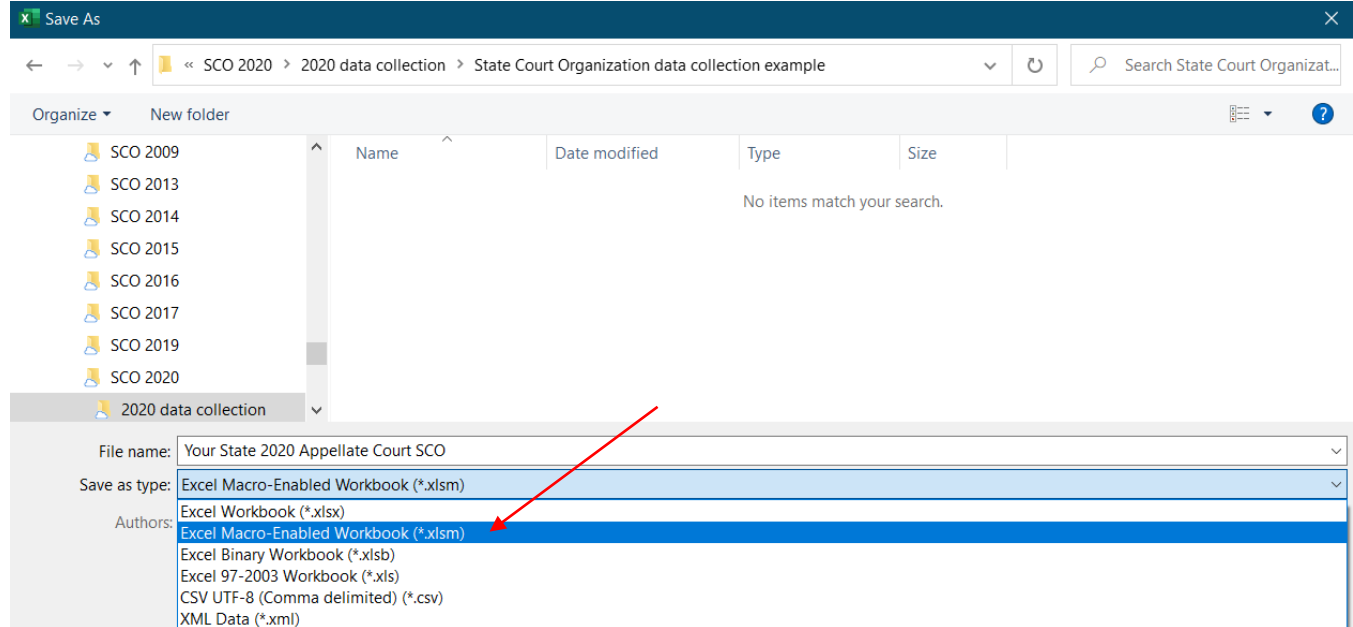 Save As
« SCO 2020 > 2020 data collection > State Court Organization data collection example
Search State Court Organizat...
Organize New folder
?
Name Date modified Type Size
No items match your search.
SCO 2009
SCO 2013
SCO 2014
SCO 2015
SCO 2016
SCO 2017
SCO 2019
SCO 2020
2020 data collection
File name: Your State 2020 Appellate Court SCO
Save as type: Excel Macro-Enabled Workbook (*.xlsm)
Authors:
Excel Workbook (*.xlsx)
Excel Macro-Enabled Workbook (*.xlsm)
Excel Binary Workbook (*.xlsb)
Excel 97-2003 Workbook (*.xls)
CSV UTF-8 (Comma delimited) (*.csv)
XML Data (*.xml)